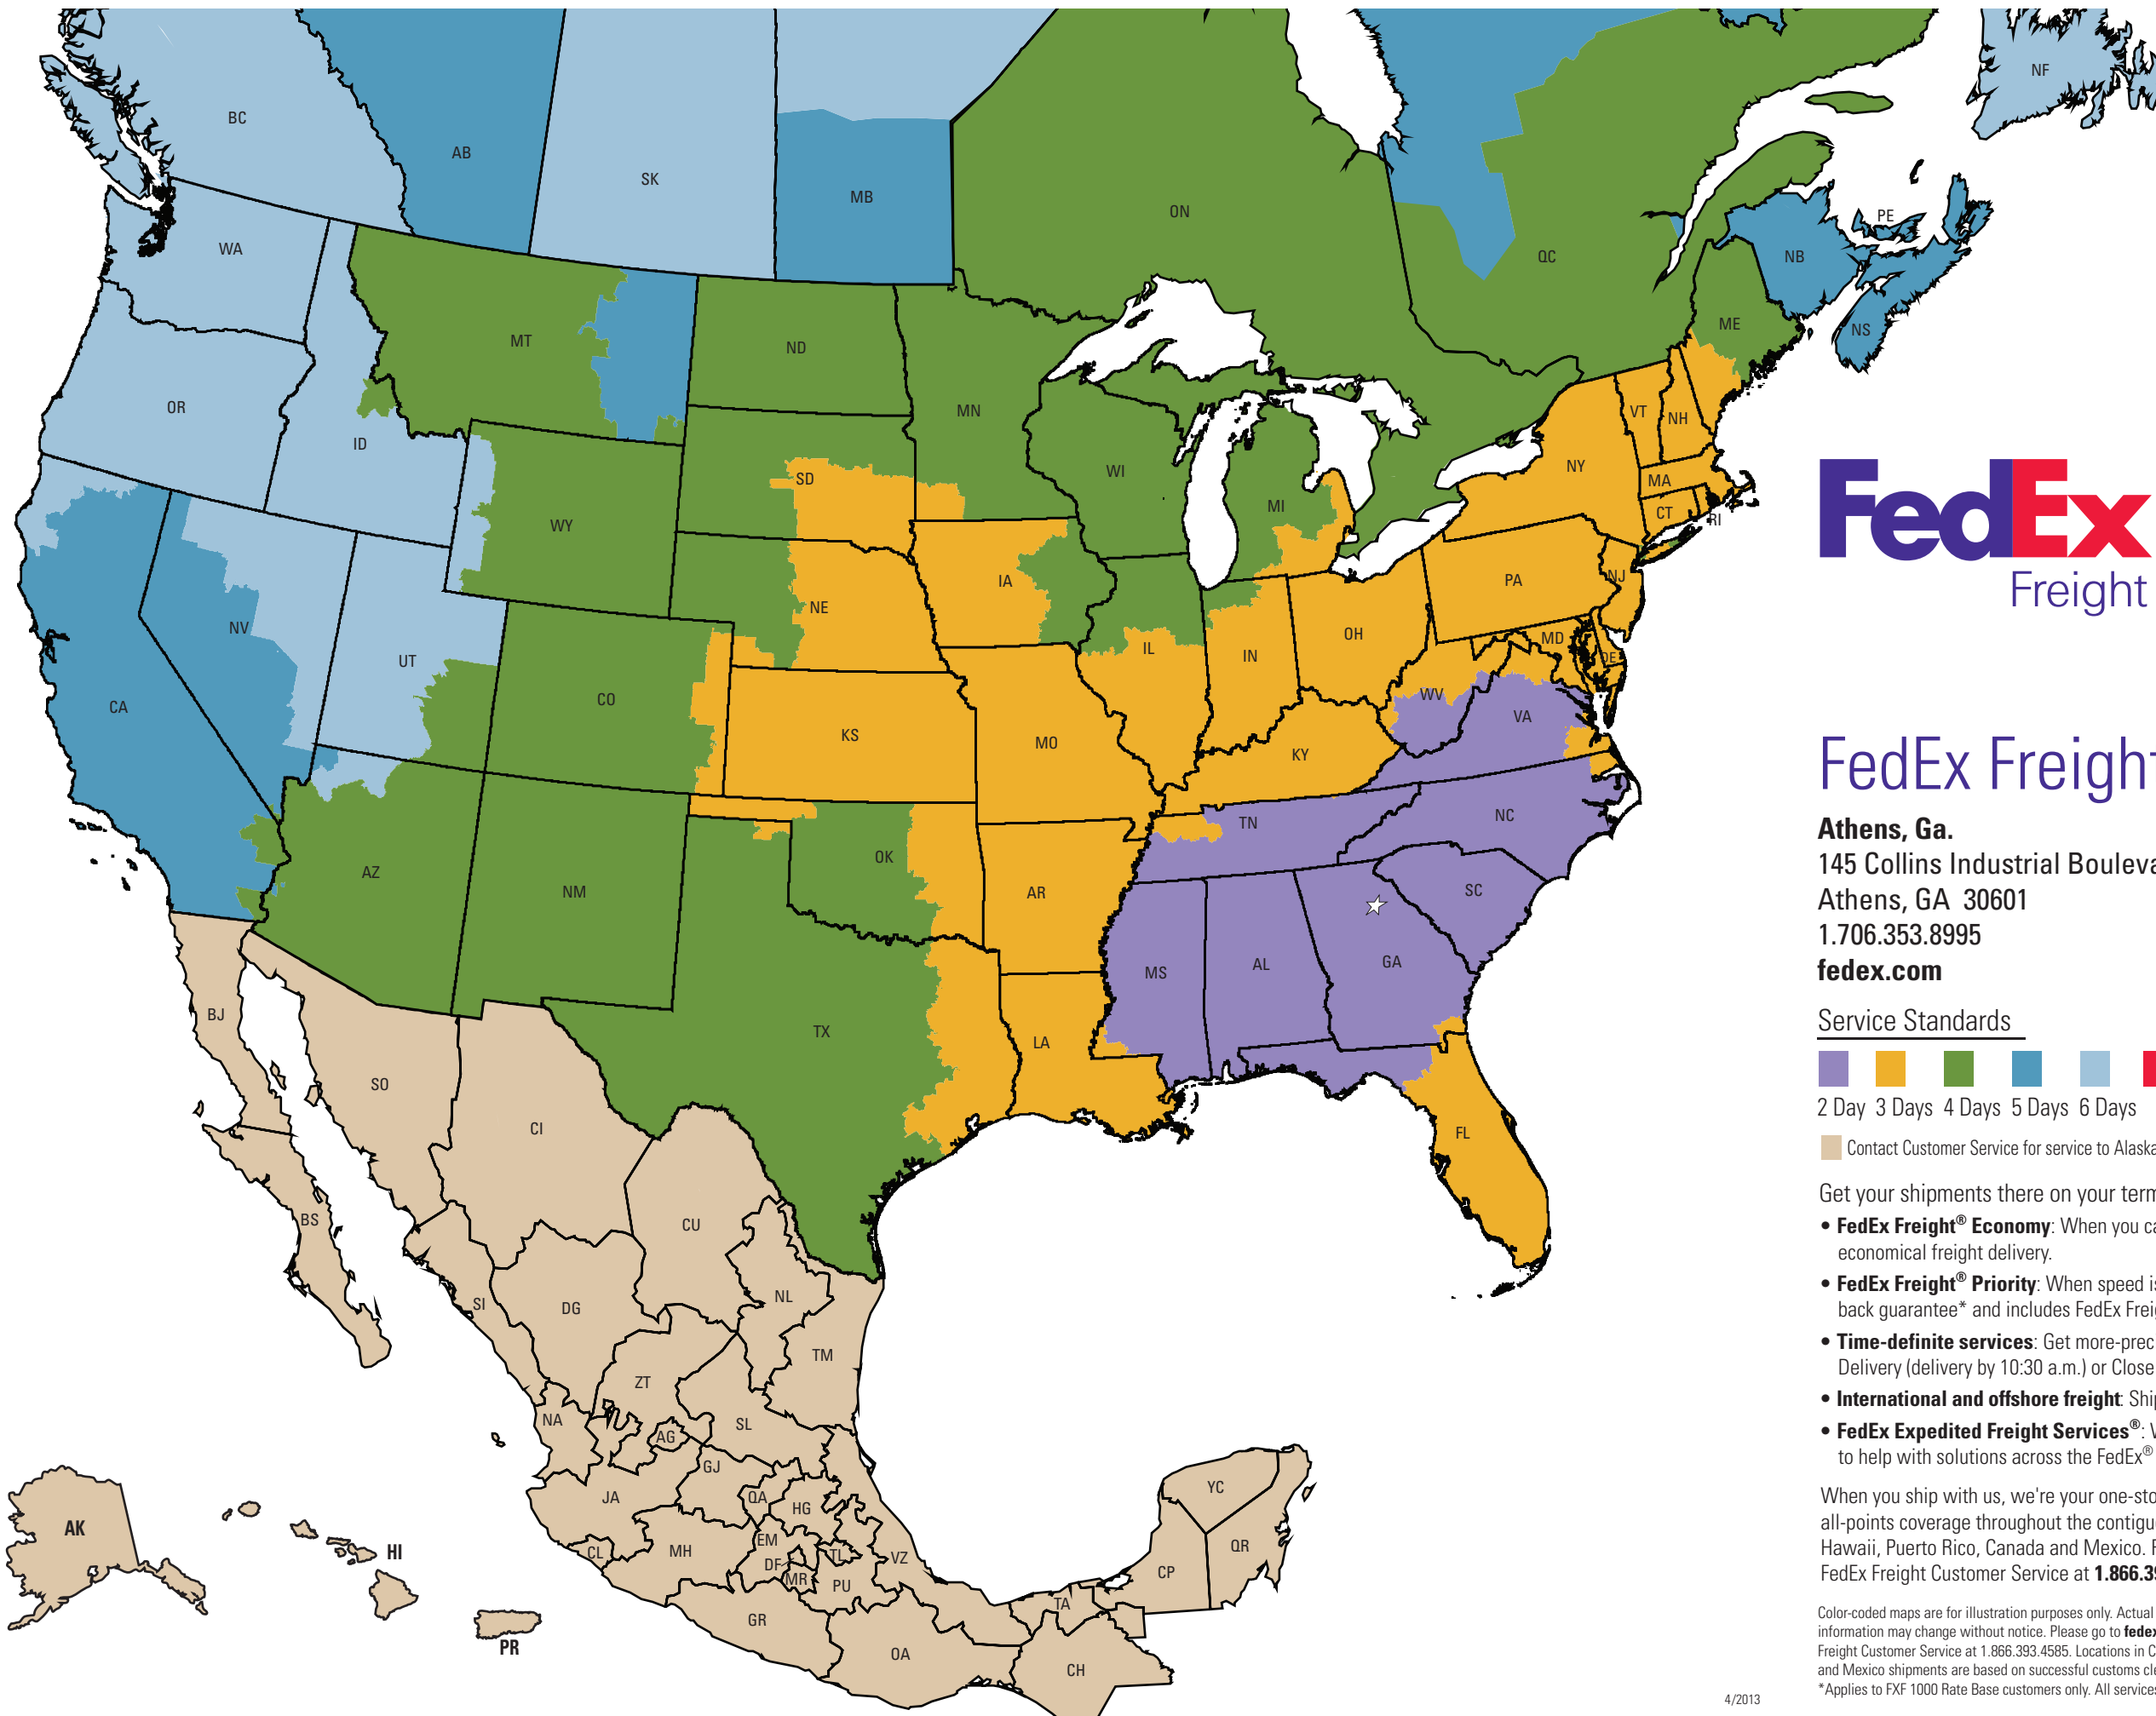 NF
BC
AB
SK
MB
ON
PE
WA
QC
NB
MT
ND
ME
NS
OR
MN
VT
NH
ID
WI
NY
SD
MA
WY
MI
CT
RI
IA
PA
NJ
NE
NV
OH
MD
UT
IL
IN
DE
CO
WV
CA
VA
KS
MO
KY
NC
TN
OK
AZ
NM
AR
SC
MS
AL
GA
BJ
TX
LA
SO
CI
FL
BS
CU
NL
SI
DG
TM
ZT
NA
SL
AG
GJ
YC
JA
QA
HG
AK
HI
EM
QR
CL
MH
DF
TL
VZ
CP
MR
PU
TA
GR
PR
OA
CH
4/2013
FedEx
Freight
FedEx Freight
Athens, Ga.
145 Collins Industrial Bouleva
Athens, GA 30601
1.706.353.8995
fedex.com
Service Standards
2 Day 3 Days 4 Days 5 Days 6 Days
Contact Customer Service for service to Alaska
Get your shipments there on your term
• FedEx Freight® Economy: When you ca
economical freight delivery.
• FedEx Freight® Priority: When speed is
back guarantee* and includes FedEx Freig
• Time-definite services: Get more-prec
Delivery (delivery by 10:30 a.m.) or Close
• International and offshore freight: Ship
• FedEx Expedited Freight Services®: W
to help with solutions across the FedEx®
When you ship with us, we're your one-sto
all-points coverage throughout the contigu
Hawaii, Puerto Rico, Canada and Mexico. F
FedEx Freight Customer Service at 1.866.39
Color-coded maps are for illustration purposes only. Actual
information may change without notice. Please go to fedex
Freight Customer Service at 1.866.393.4585. Locations in C
and Mexico shipments are based on successful customs cle
*Applies to FXF 1000 Rate Base customers only. All services